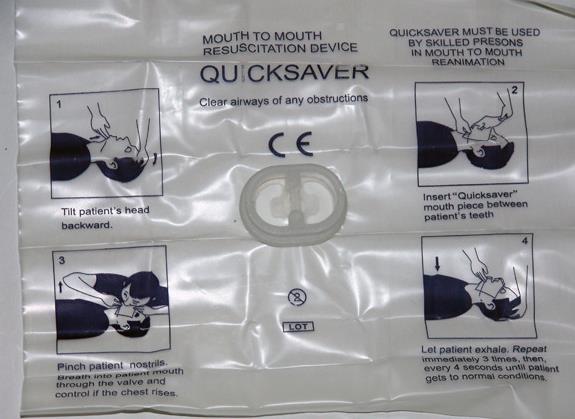 MOUTH TO MOUTH
RESUSCITATION DEVICE
QUICKSAVER
Clear airways of any obstructions
QUICKSAVER MUST BE USED
BY SKILLED PRESONS
IN MOUTH TO MOUTH
REANIMATION
CE
1
Tilt patient's head
backward.
2
Insert "Quicksaver"
mouth piece between
patient's teeth
3
Pinch patient nostrils.
Breath into patient mouth
through the valve and
control if the chest rises.
4
Let patient exhale. Repeat
immediately 3 times, then,
every 4 seconds until patient
gets to normal conditions.
2
LOT